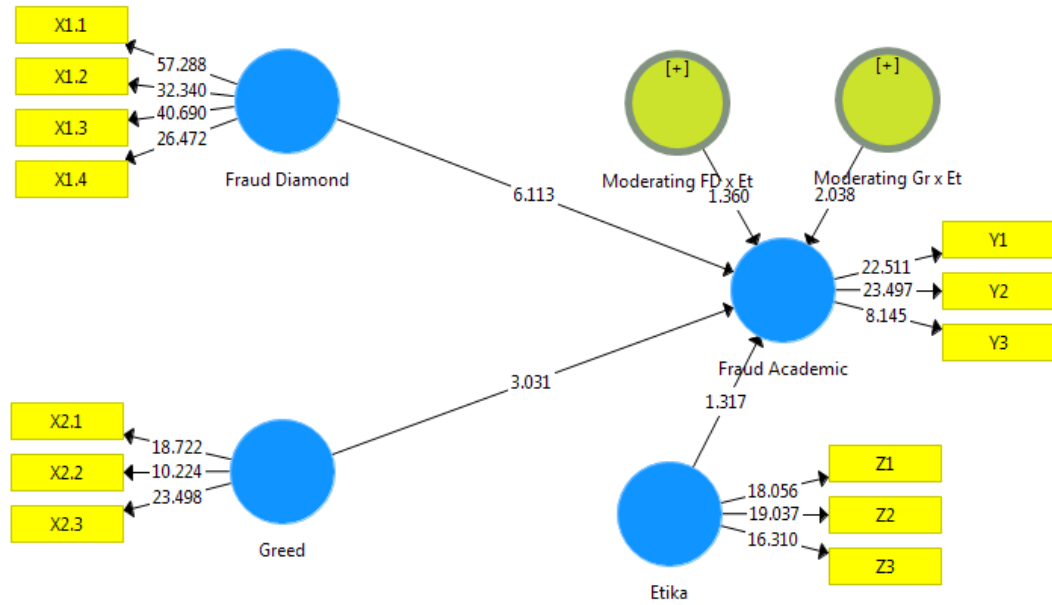 X1.1
57.288
X1.2
32.340
X1.3
40.690
X1.4
26.472
Fraud Diamond
6.113
[+]
Moderating FD x Et
1.360
[+]
Moderating Gr x Et
2.038
Y1
22.511
Y2
23.497
Y3
8.145
Fraud Academic
3.031
1.317
X2.1
18.722
X2.2
10.224
X2.3
23.498
Greed
Z1
18.056
Z2
19.037
Z3
16.310
Etika